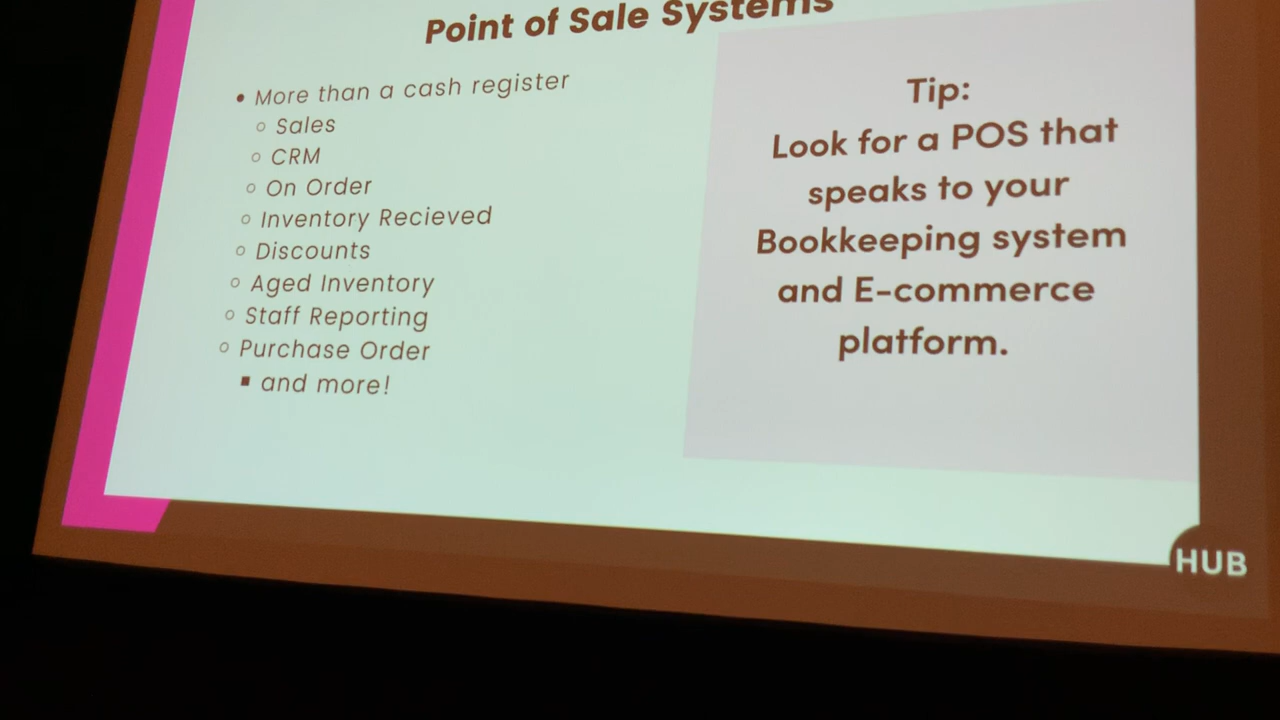 Point of Sale Systems
• More than a cash register
○ Sales
○ CRM
○ On Order
○ Inventory Recieved
○ Discounts
○ Aged Inventory
○ Staff Reporting
○ Purchase Order
▪ and more!
Tip:
Look for a POS that
speaks to your
Bookkeeping system
and E-commerce
platform.
HUB